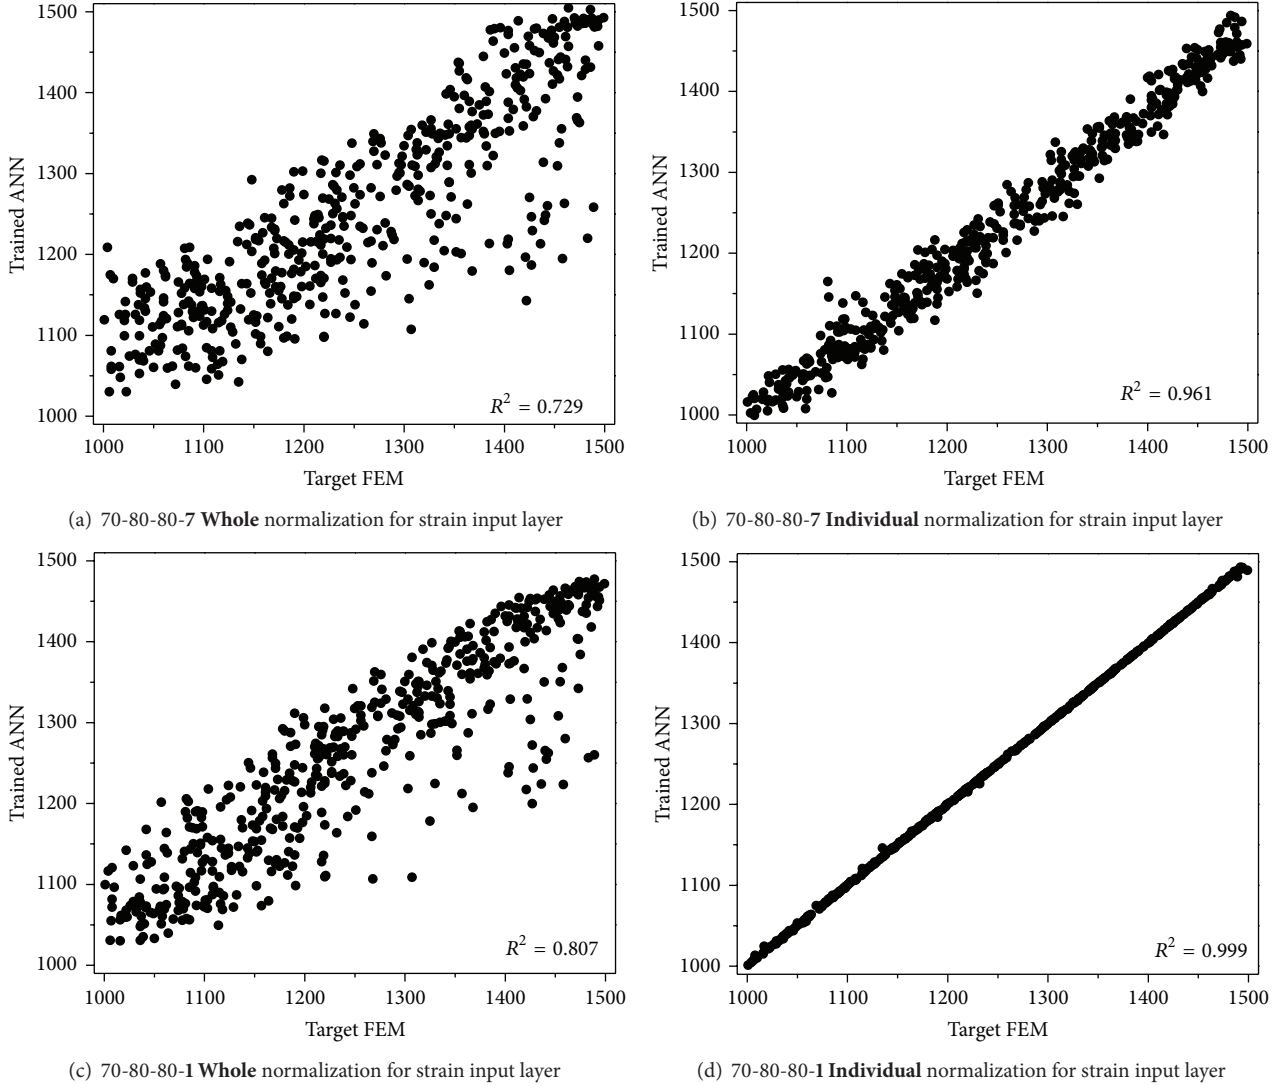 1500
1400
1300
1200
1100
1000
Trained ANN
R² = 0.729
1000 1100 1200 1300 1400 1500
Target FEM
(a) 70-80-80-7 Whole normalization for strain input layer
1500
1400
1300
1200
1100
1000
Trained ANN
R² = 0.961
1000 1100 1200 1300 1400 1500
Target FEM
(b) 70-80-80-7 Individual normalization for strain input layer
1500
1400
1300
1200
1100
1000
Trained ANN
R² = 0.807
1000 1100 1200 1300 1400 1500
Target FEM
(c) 70-80-80-1 Whole normalization for strain input layer
1500
1400
1300
1200
1100
1000
Trained ANN
R² = 0.999
1000 1100 1200 1300 1400 1500
Target FEM
(d) 70-80-80-1 Individual normalization for strain input layer